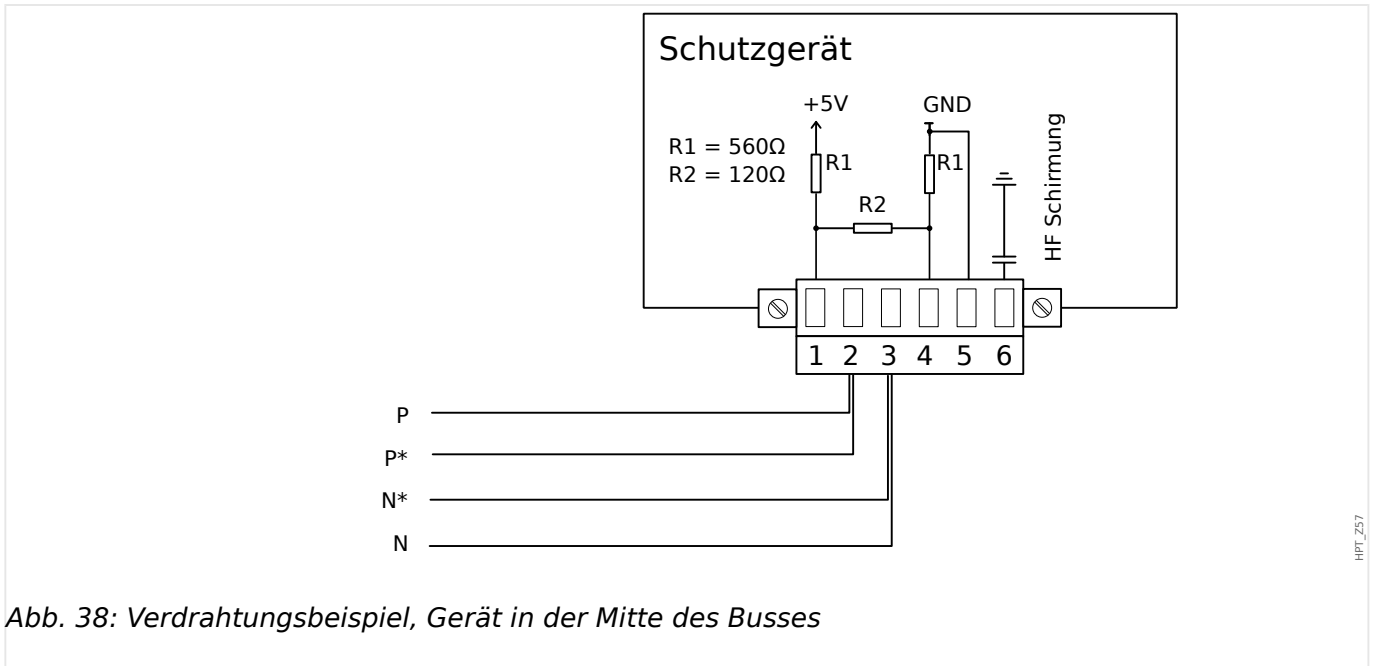 Schutzgerät
+5V
GND
R1 = 560Ω
R2 = 120Ω
R1
R1
R2
HF Schirmung
1 2 3 4 5 6
P
P*
N*
N
HPT_Z57
Abb. 38: Verdrahtungsbeispiel, Gerät in der Mitte des Busses